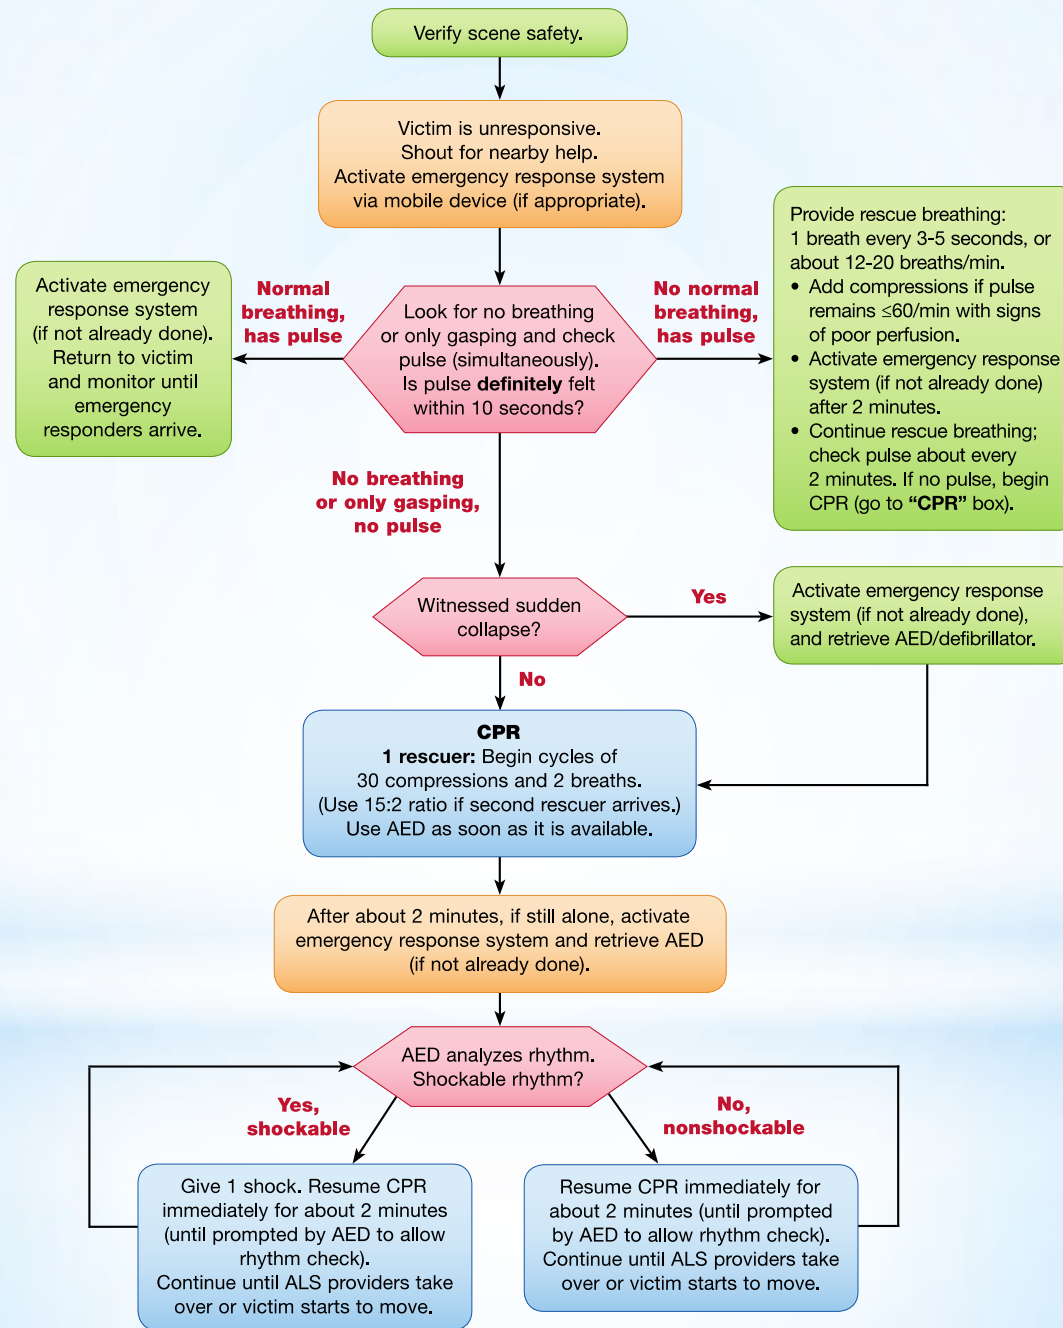 Verify scene safety.
Victim is unresponsive.
Shout for nearby help.
Activate emergency response system
via mobile device (if appropriate).
Normal
breathing,
has pulse
Activate emergency
response system
(if not already done).
Return to victim
and monitor until
emergency
responders arrive.
Look for no breathing
or only gasping and check
pulse (simultaneously).
Is pulse definitely felt
within 10 seconds?
No normal
breathing,
has pulse
Provide rescue breathing:
1 breath every 3-5 seconds, or
about 12-20 breaths/min.
• Add compressions if pulse
remains ≤60/min with signs
of poor perfusion.
• Activate emergency response
system (if not already done)
after 2 minutes.
• Continue rescue breathing;
check pulse about every
2 minutes. If no pulse, begin
CPR (go to “CPR” box).
No breathing
or only gasping,
no pulse
Witnessed sudden
collapse?
Yes
Activate emergency response
system (if not already done),
and retrieve AED/defibrillator.
No
CPR
1 rescuer: Begin cycles of
30 compressions and 2 breaths.
(Use 15:2 ratio if second rescuer arrives.)
Use AED as soon as it is available.
After about 2 minutes, if still alone, activate
emergency response system and retrieve AED
(if not already done).
AED analyzes rhythm.
Shockable rhythm?
Yes,
shockable
No,
nonshockable
Give 1 shock. Resume CPR
immediately for about 2 minutes
(until prompted by AED to allow
rhythm check).
Continue until ALS providers take
over or victim starts to move.
Resume CPR immediately for
about 2 minutes (until prompted
by AED to allow rhythm check).
Continue until ALS providers take
over or victim starts to move.